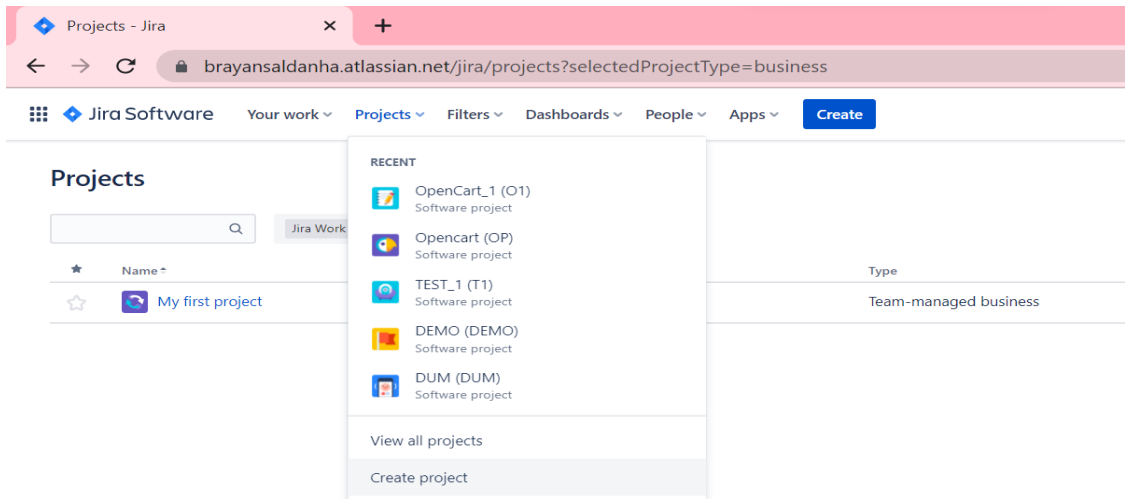 Projects - Jira
brayansaldanha.atlassian.net/jira/projects?selectedProjectType=business
Jira Software Your work Projects Filters Dashboards People Apps Create
Projects
Jira Work
Name Type
My first project Team-managed business
RECENT
OpenCart_1 (O1)
Software project
Opencart (OP)
Software project
TEST_1 (T1)
Software project
DEMO (DEMO)
Software project
DUM (DUM)
Software project
View all projects
Create project